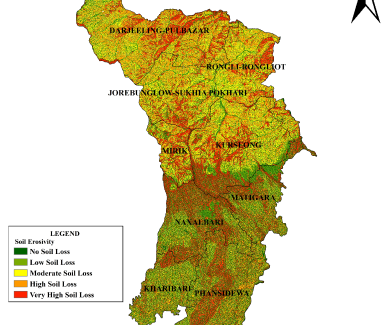 DARJEELING-PULBAZAR
RONGLI-RONGLIOT
JOREBUNGLOW-SUKHIA POKHARI
KURSEONG
MIRIK
MATIGARA
NAXALBARI
KHARIBARI
PHANSIDEWA
LEGEND
Soil Erosivity
No Soil Loss
Low Soil Loss
Moderate Soil Loss
High Soil Loss
Very High Soil Loss